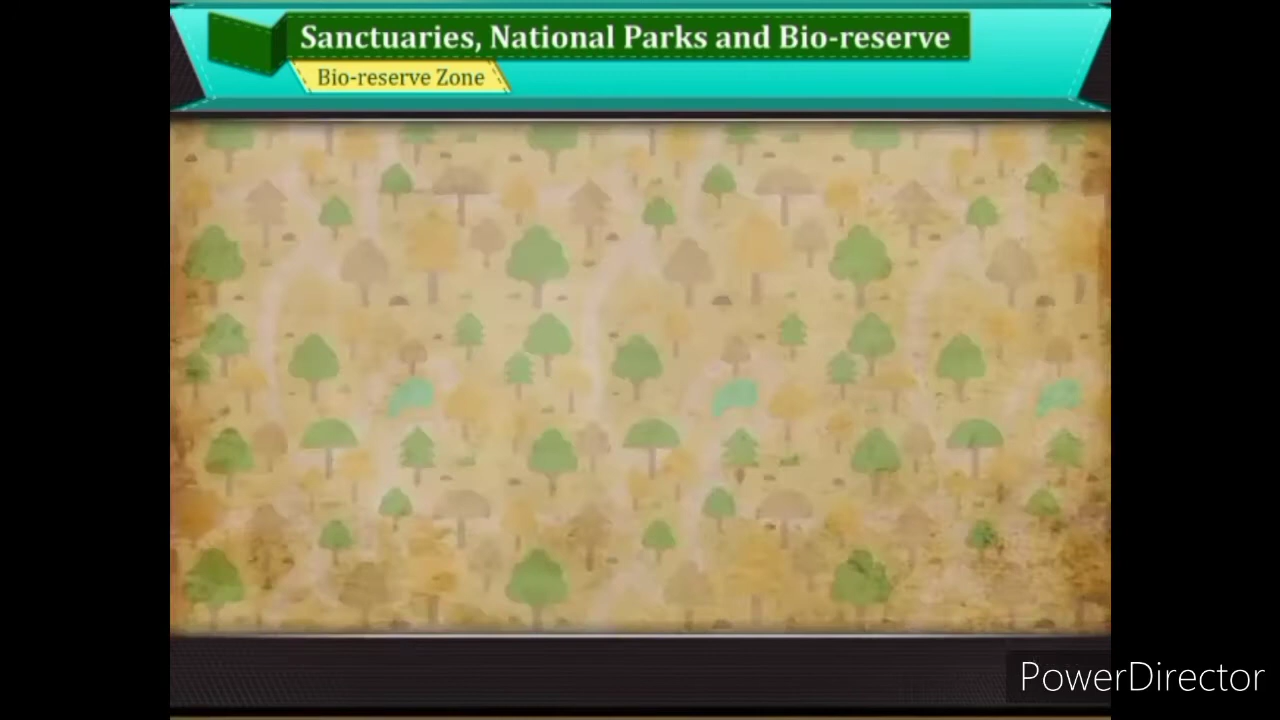 Sanctuaries, National Parks and Bio-reserve
Bio-reserve Zone
PowerDirector